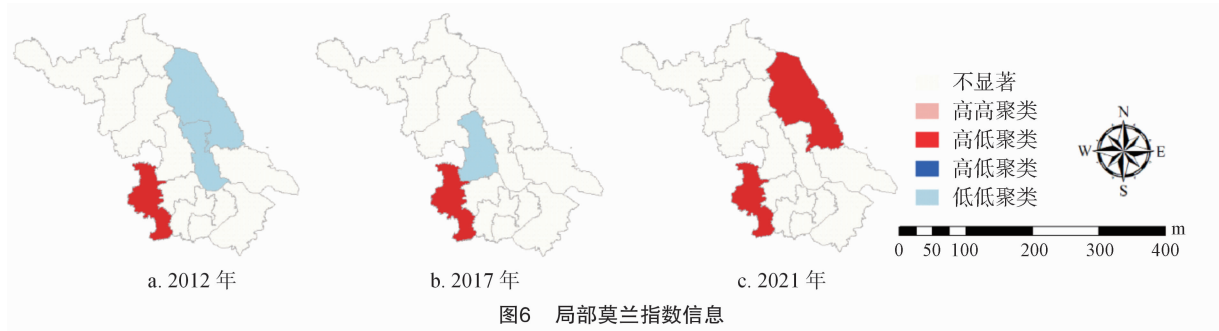 不显著
高高聚类
高低聚类
高低聚类
低低聚类
N
W E
S
m
0 50 100 200 300 400
a. 2012 年
b. 2017 年
c. 2021 年
图6 局部莫兰指数信息